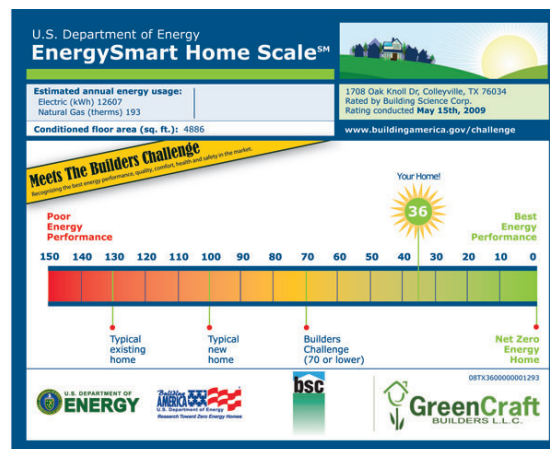 U.S. Department of Energy
EnergySmart Home Scale℠
Estimated annual energy usage:
Electric (kWh) 12607
Natural Gas (therms) 193
Conditioned floor area (sq. ft.): 4886
1708 Oak Knoll Dr, Colleyville, TX 76034
Rated by Building Science Corp.
Rating conducted May 15th, 2009
www.buildingamerica.gov/challenge
Meets The Builders Challenge
Recognizing the best energy performance, quality, comfort, health and safety in the market.
Your Home!
36
Poor
Energy
Performance
Best
Energy
Performance
150 140 130 120 110 100 90 80 70 60 50 40 30 20 10 0
Typical
existing
home
Typical
new
home
Builders
Challenge
(70 or lower)
Net Zero
Energy
Home
08TX3600000001293
U.S. DEPARTMENT OF
ENERGY
Building
AMERICA
U.S. Department of Energy
Research Toward Zero Energy Homes
bsc
GreenCraft
BUILDERS L.L.C.